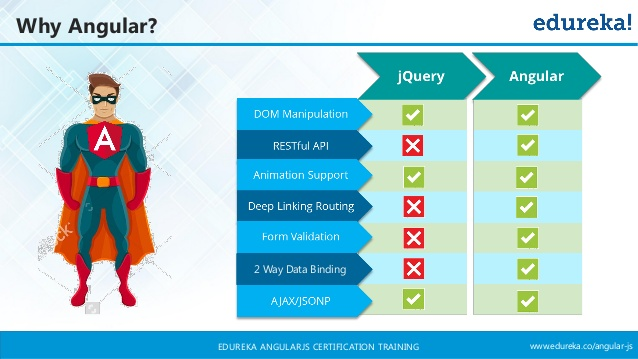 Why Angular?
edureka!
jQuery
Angular
DOM Manipulation
RESTful API
Animation Support
Deep Linking Routing
Form Validation
2 Way Data Binding
AJAX/JSONP
A
EDUREKA ANGULARJS CERTIFICATION TRAINING
www.edureka.co/angular-js